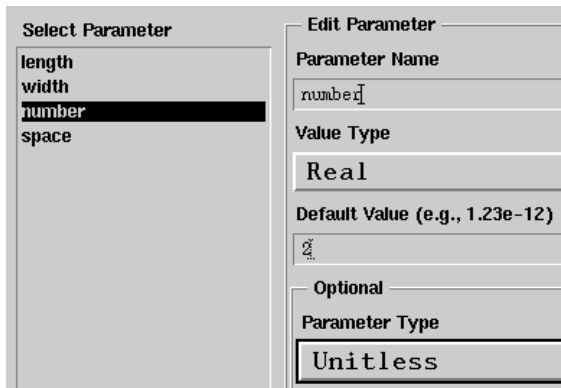 Select Parameter
length
width
number
space
Edit Parameter
Parameter Name
number
Value Type
Real
Default Value (e.g., 1.23e-12)
2
Optional
Parameter Type
Unitless